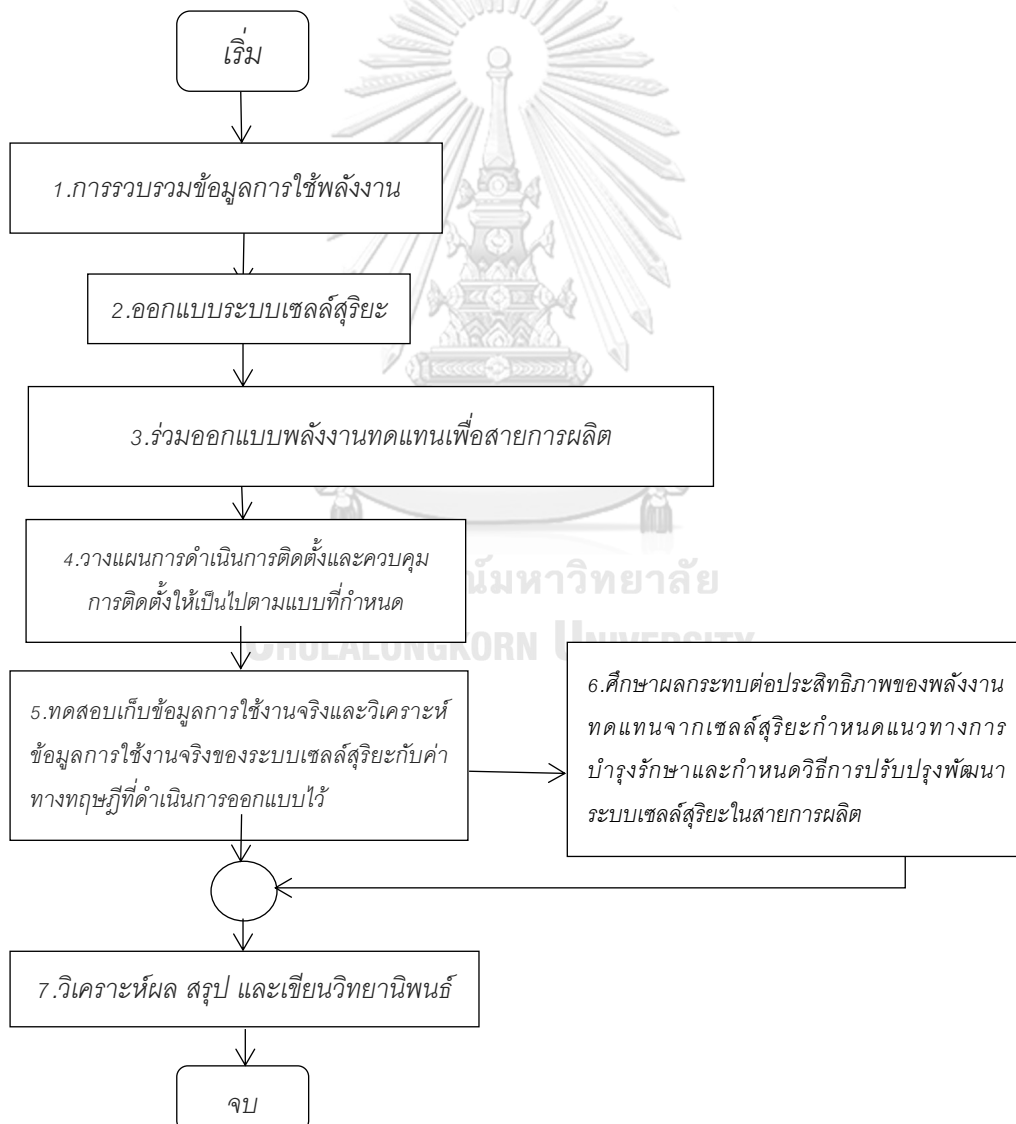 เริ่ม
1.การรวบรวมข้อมูลการใช้พลังงาน
2.ออกแบบระบบเซลล์สุริยะ
3.ร่วมออกแบบพลังงานทดแทนเพื่อสายการผลิต
4.วางแผนการดำเนินการติดตั้งและควบคุม
การติดตั้งให้เป็นไปตามแบบที่กำหนด
ณ์มหาวิทยาลัย
CHULALONGKORN UNIVERSITY
5.ทดสอบเก็บข้อมูลการใช้งานจริงและวิเคราะห์
ข้อมูลการใช้งานจริงของระบบเซลล์สุริยะกับค่า
ทางทฤษฎีที่ดำเนินการออกแบบไว้
6.ศึกษาผลกระทบต่อประสิทธิภาพของพลังงาน
ทดแทนจากเซลล์สุริยะกำหนดแนวทางการ
บำรุงรักษาและกำหนดวิธีการปรับปรุงพัฒนา
ระบบเซลล์สุริยะในสายการผลิต
7.วิเคราะห์ผล สรุป และเขียนวิทยานิพนธ์
จบ